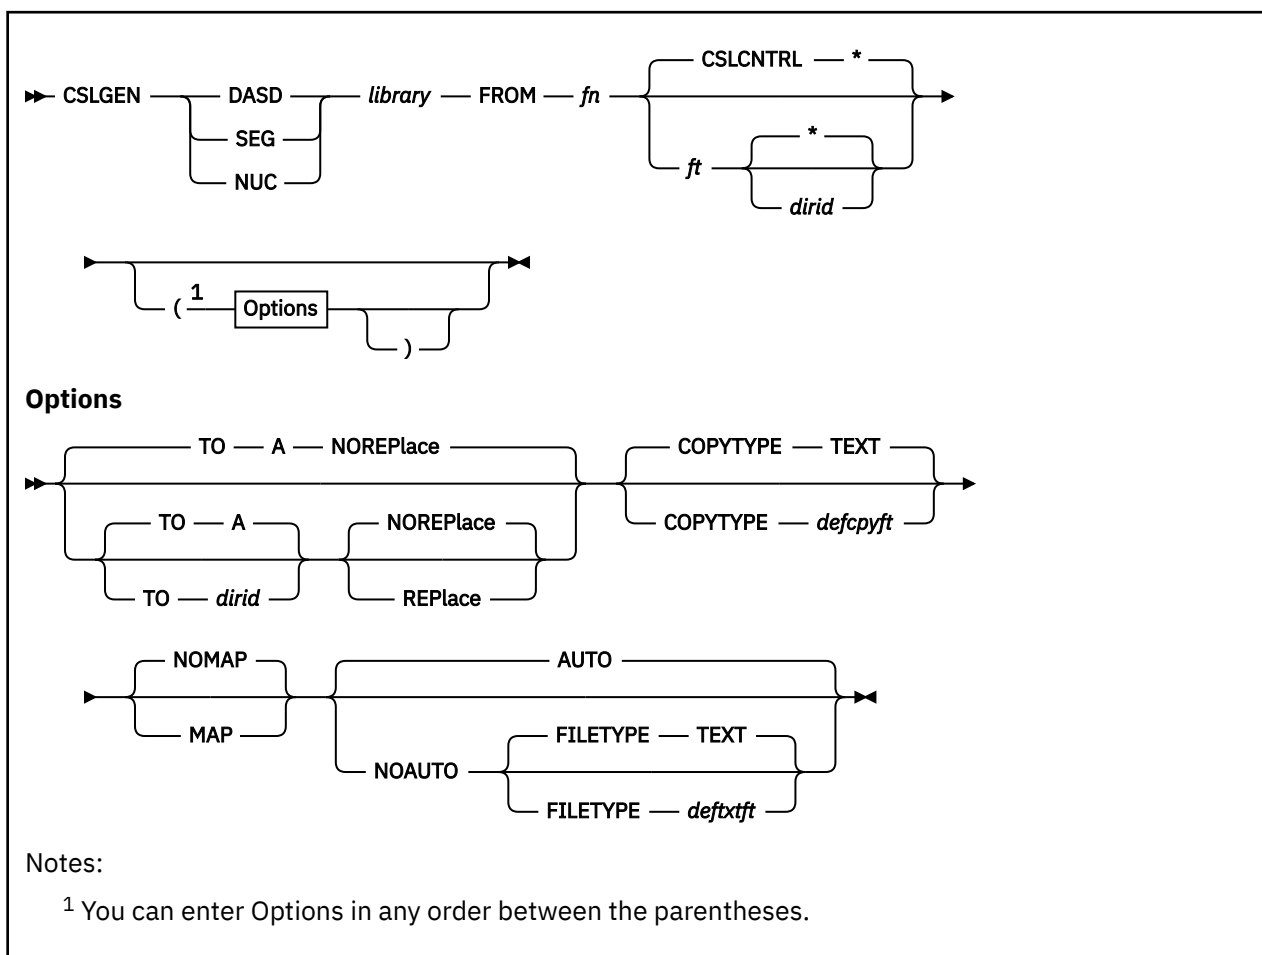 CSLCNTRL *
CSLGEN DASD library FROM fn
SEG *
NUC ft
dirid
( 1 Options
)
Options
TO A NOREPlace COPYTYPE TEXT
TO A NOREPlace COPYTYPE defcpyft
TO dirid REPlace
NOMAP AUTO
MAP FILETYPE TEXT
NOAUTO
FILETYPE deftxtft
Notes:
1 You can enter Options in any order between the parentheses.